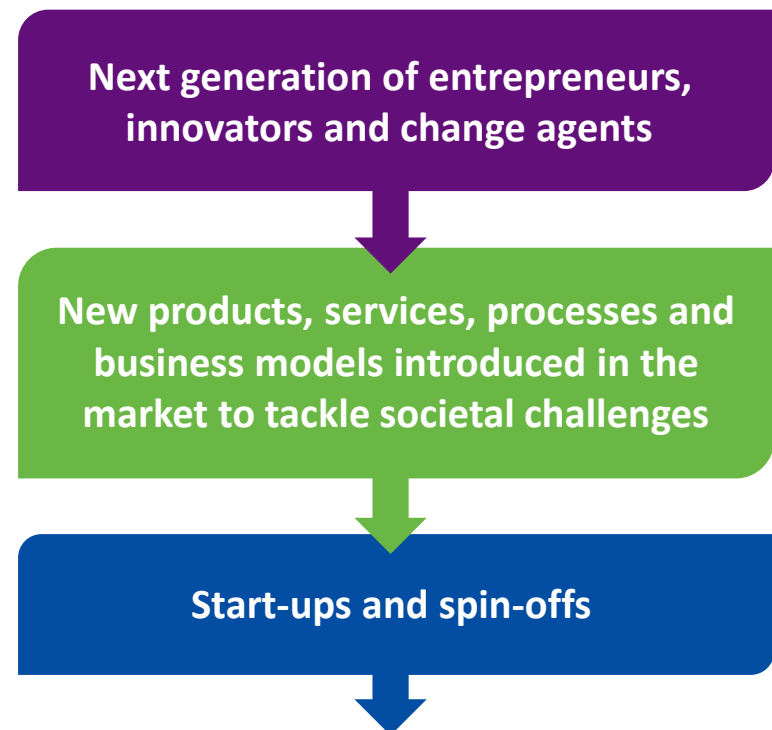 Next generation of entrepreneurs,
innovators and change agents
New products, services, processes and
business models introduced in the
market to tackle societal challenges
Start-ups and spin-offs